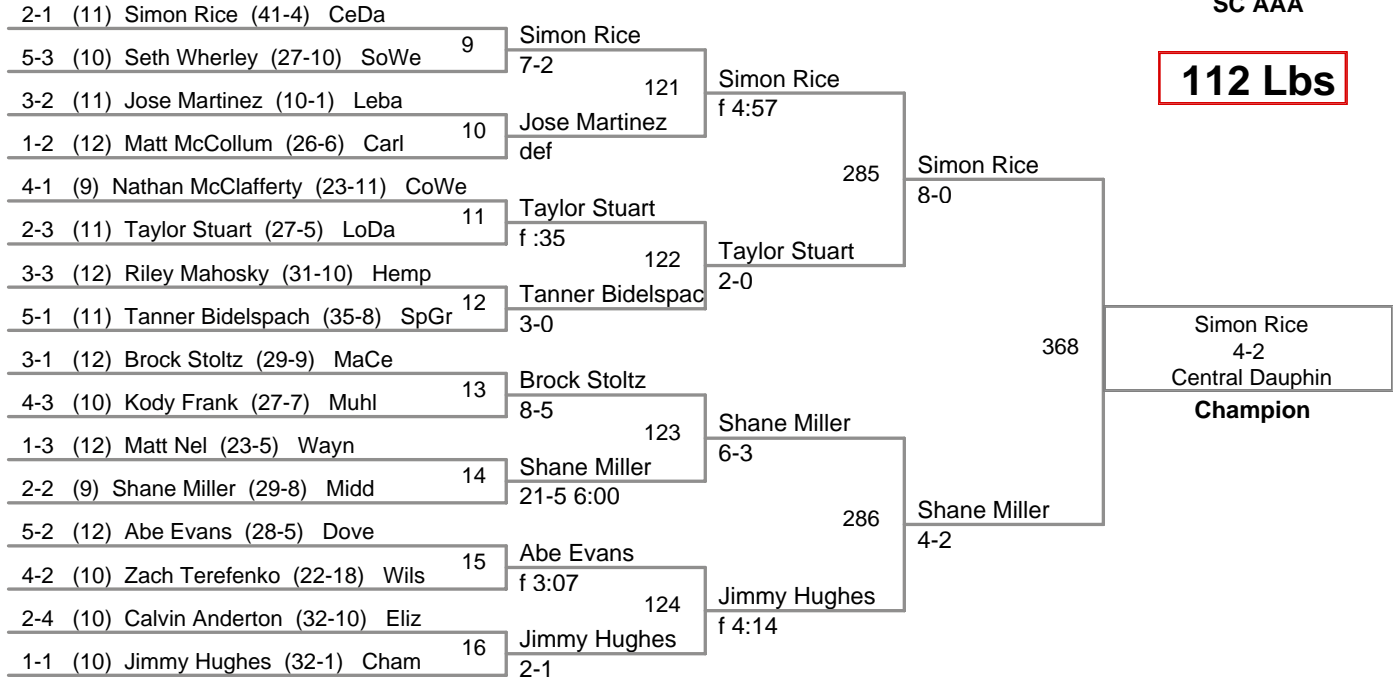 SC AAA
112 Lbs
2-1 (11) Simon Rice (41-4) CeDa
5-3 (10) Seth Wherley (27-10) SoWe
3-2 (11) Jose Martinez (10-1) Leba
1-2 (12) Matt McCollum (26-6) Carl
4-1 (9) Nathan McClafferty (23-11) CoWe
2-3 (11) Taylor Stuart (27-5) LoDa
3-3 (12) Riley Mahosky (31-10) Hemp
5-1 (11) Tanner Bidelspach (35-8) SpGr
3-1 (12) Brock Stoltz (29-9) MaCe
4-3 (10) Kody Frank (27-7) Muhl
1-3 (12) Matt Nel (23-5) Wayn
2-2 (9) Shane Miller (29-8) Midd
5-2 (12) Abe Evans (28-5) Dove
4-2 (10) Zach Terefenko (22-18) Wils
2-4 (10) Calvin Anderton (32-10) Eliz
1-1 (10) Jimmy Hughes (32-1) Cham
9
10
11
12
13
14
15
16
Simon Rice
7-2
Jose Martinez
def
Taylor Stuart
f :35
Tanner Bidelspac
3-0
Brock Stoltz
8-5
Shane Miller
21-5 6:00
Abe Evans
f 3:07
Jimmy Hughes
2-1
121
122
123
124
Simon Rice
f 4:57
Taylor Stuart
2-0
Shane Miller
6-3
Jimmy Hughes
f 4:14
285
286
Simon Rice
8-0
Shane Miller
4-2
368
Simon Rice
4-2
Central Dauphin
Champion